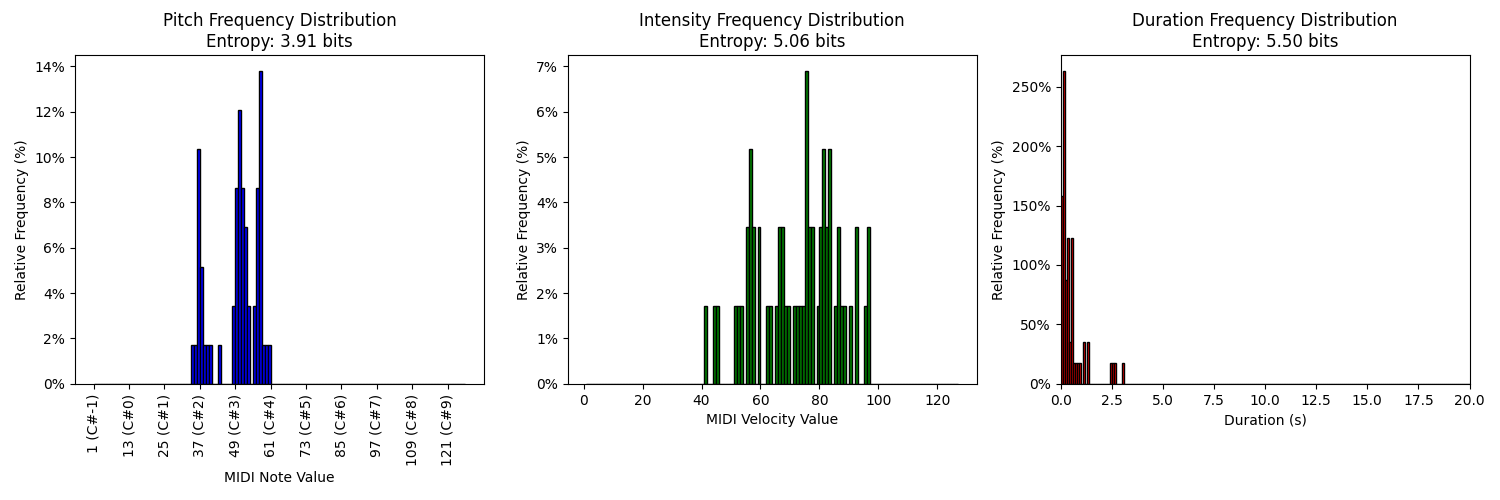 Pitch Frequency Distribution
Entropy: 3.91 bits
Relative Frequency (%)
14%
12%
10%
8%
6%
4%
2%
0%
1 (C#-1)
13 (C#0)
25 (C#1)
37 (C#2)
49 (C#3)
61 (C#4)
73 (C#5)
85 (C#6)
97 (C#7)
109 (C#8)
121 (C#9)
MIDI Note Value
Intensity Frequency Distribution
Entropy: 5.06 bits
Relative Frequency (%)
7%
6%
5%
4%
3%
2%
1%
0%
0 20 40 60 80 100 120
MIDI Velocity Value
Duration Frequency Distribution
Entropy: 5.50 bits
Relative Frequency (%)
250%
200%
150%
100%
50%
0%
0.0 2.5 5.0 7.5 10.0 12.5 15.0 17.5 20.0
Duration (s)